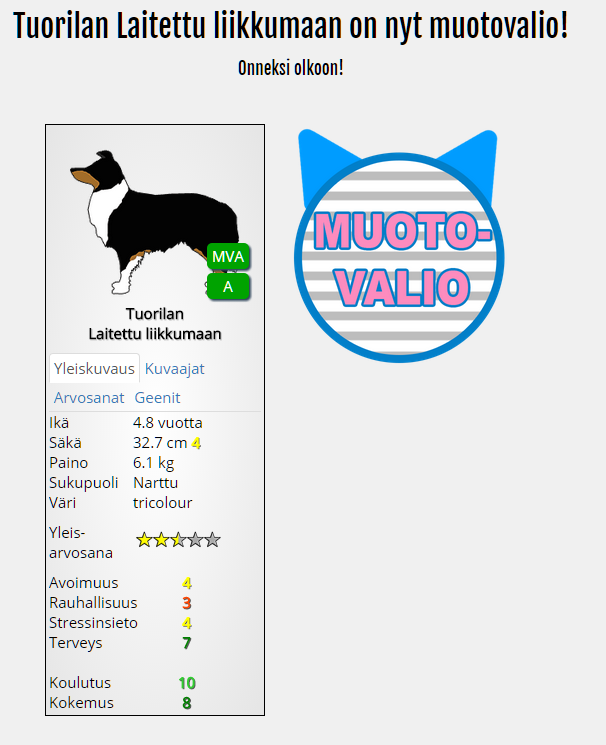 Tuorilan Laitettu liikkumaan on nyt muotovalio!
Onneksi olkoon!
MVA
A
Tuorilan
Laitettu liikkumaan
MUOTO-
VALIO
Yleiskuvaus Kuvaajat
Arvosanat Geenit
Ikä 4.8 vuotta
Säkä 32.7 cm 4
Paino 6.1 kg
Sukupuoli Narttu
Väri tricolour
Yleis-
arvosana
Avoimuus 4
Rauhallisuus 3
Stressinsieto 4
Terveys 7
Koulutus 10
Kokemus 8